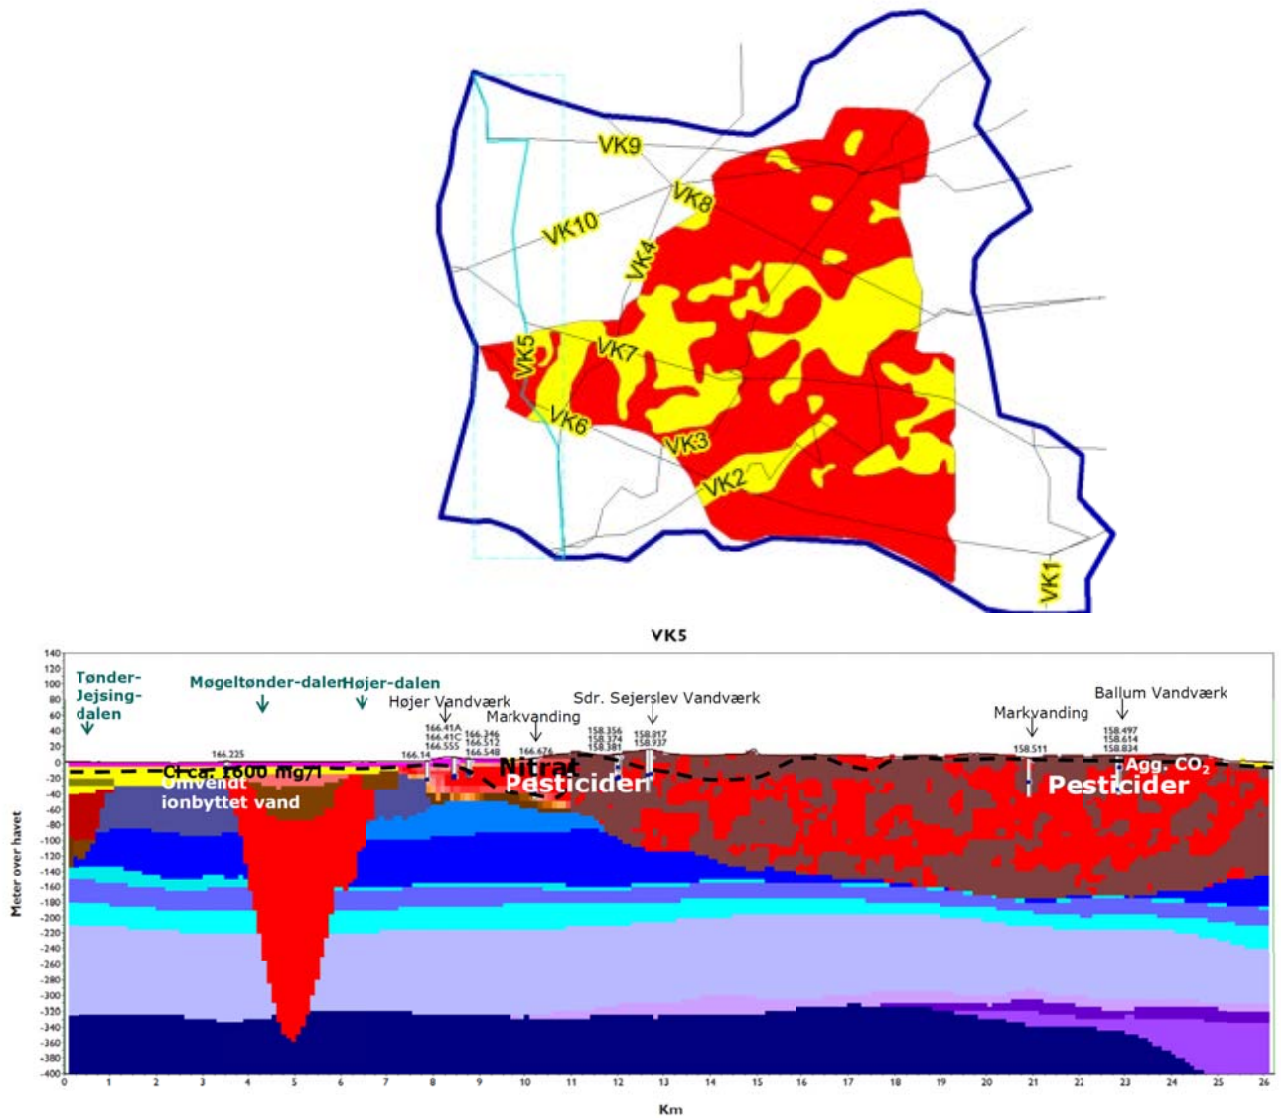 VK9
VK8
VK10
VK4
VK5
VK7
VK6
VK3
VK2
VK1
VK5
Meter over havet
140
120
100
80
60
40
20
0
-20
-40
-60
-80
-100
-120
-140
-160
-180
-200
-220
-240
-260
-280
-300
-320
-340
-360
-380
-400
Tønder-
Jejsing-
dalen
Møgeltønder-dalen
Højer-dalen
Højer Vandværk
Markvanding
Sdr. Sejerslev Vandværk
Markvanding
Ballum Vandværk
166.225
166.14
166.41A
166.41C
166.555
166.346
166.512
166.548
166.676
158.356
158.374
158.381
158.817
158.937
158.511
158.497
158.614
158.834
Cl ca. 1600 mg/l
Omvendt
ionbyttet vand
Nitrat
Pesticider
Agg. CO₂
Pesticider
0 1 2 3 4 5 6 7 8 9 10 11 12 13 14 15 16 17 18 19 20 21 22 23 24 25 26
Km